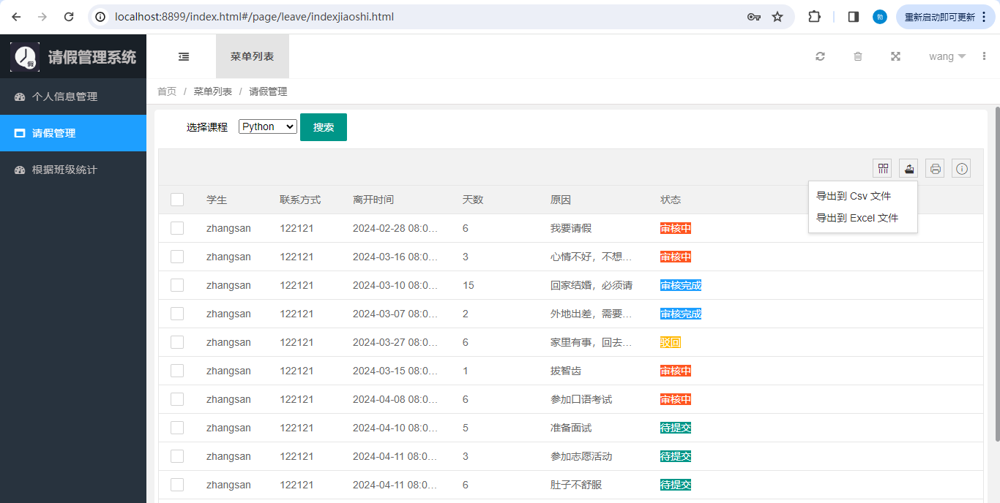 localhost:8899/index.html#/page/leave/indexjiaoshi.html
勃
重新启动即可更新
假
请假管理系统
菜单列表
wang
个人信息管理
请假管理
根据班级统计
首页 / 菜单列表 / 请假管理
选择课程 Python 搜索
导出到 Csv 文件
导出到 Excel 文件
学生 联系方式 离开时间 天数 原因 状态
zhangsan 122121 2024-02-28 08:0... 6 我要请假 审核中
zhangsan 122121 2024-03-16 08:0... 3 心情不好，不想... 审核中
zhangsan 122121 2024-03-10 08:0... 15 回家结婚，必须请 审核完成
zhangsan 122121 2024-03-07 08:0... 2 外地出差，需要... 审核完成
zhangsan 122121 2024-03-27 08:0... 6 家里有事，回去... 驳回
zhangsan 122121 2024-03-15 08:0... 1 拔智齿 审核中
zhangsan 122121 2024-04-08 08:0... 6 参加口语考试 审核中
zhangsan 122121 2024-04-10 08:0... 5 准备面试 待提交
zhangsan 122121 2024-04-11 08:0... 3 参加志愿活动 待提交
zhangsan 122121 2024-04-11 08:0... 6 肚子不舒服 待提交